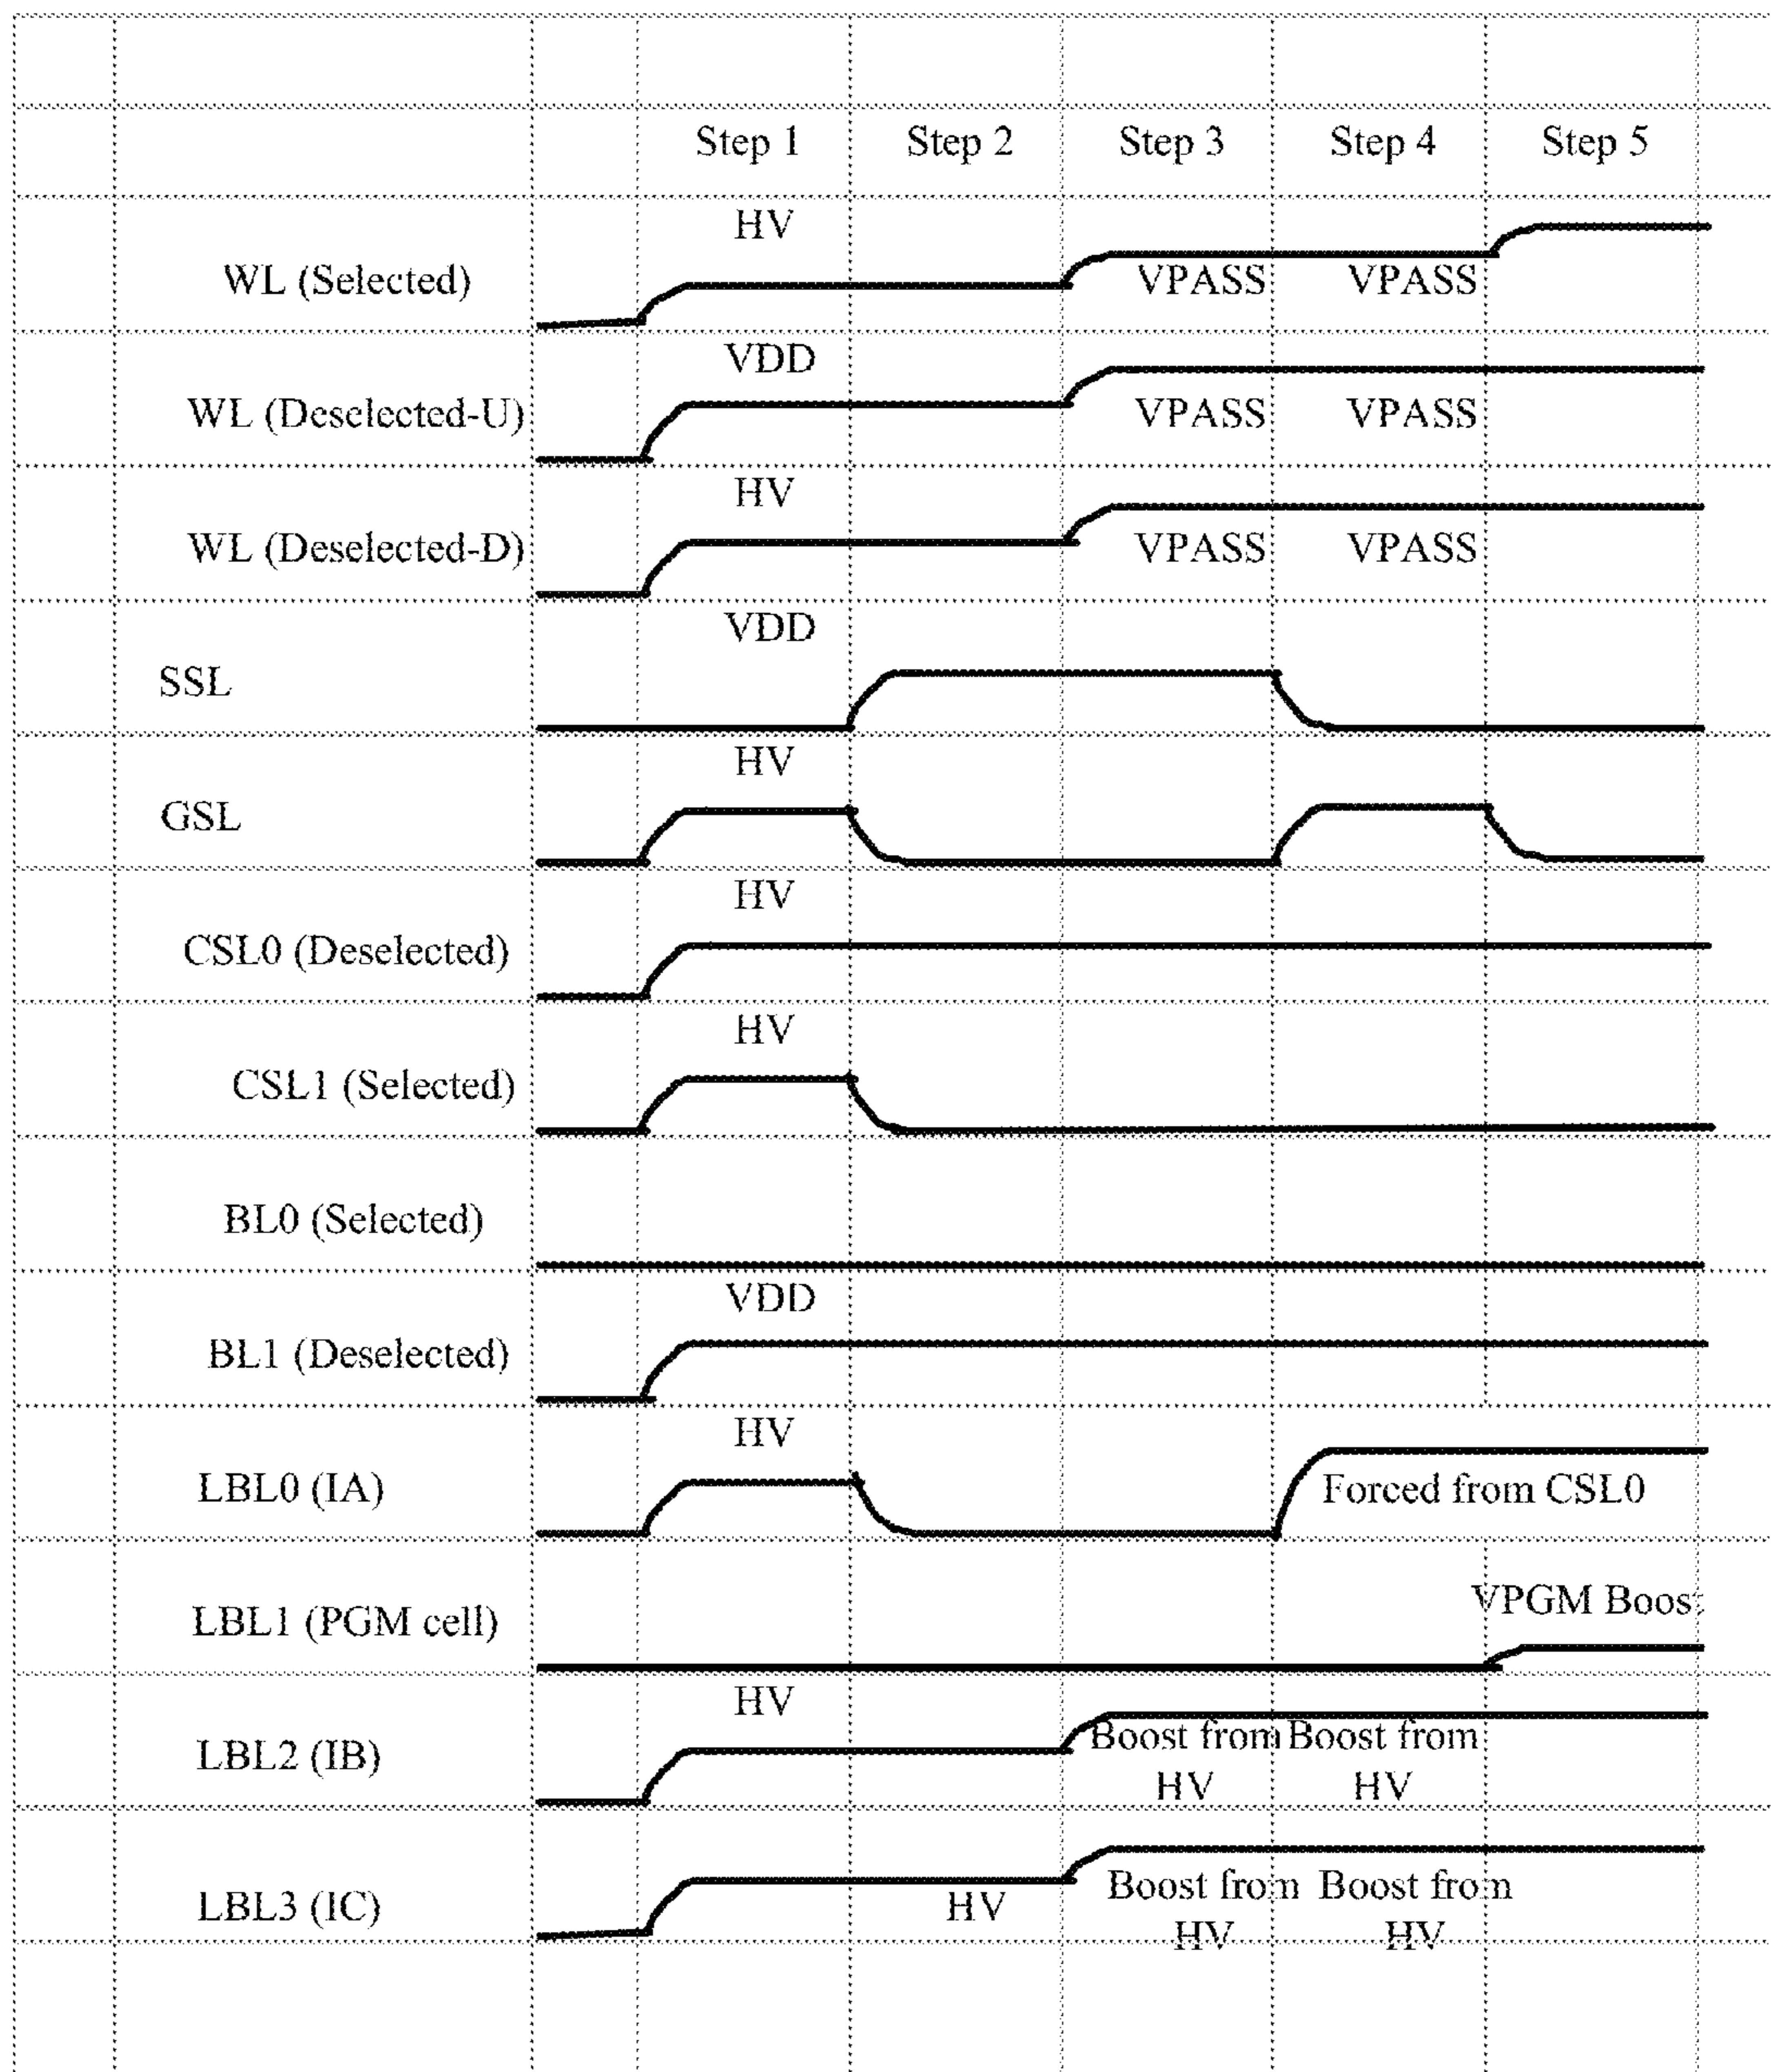 Step 1 Step 2 Step 3 Step 4 Step 5
HV
WL (Selected) VPASS VPASS
VDD
WL (Deselected-U) VPASS VPASS
HV
WL (Deselected-D) VPASS VPASS
VDD
SSL
HV
GSL
HV
CSL0 (Deselected)
HV
CSL1 (Selected)
BL0 (Selected)
VDD
BL1 (Deselected)
HV
LBL0 (IA) Forced from CSL0
VPGM Boost
LBL1 (PGM cell)
HV
LBL2 (IB) Boost from Boost from
HV HV
LBL3 (IC) HV Boost from Boost from
HV HV